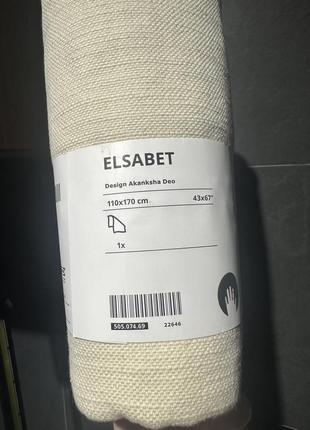 ELSABET
Design Akanksha Deo
110x170 cm 43x67"
1x
505.074.69 22646